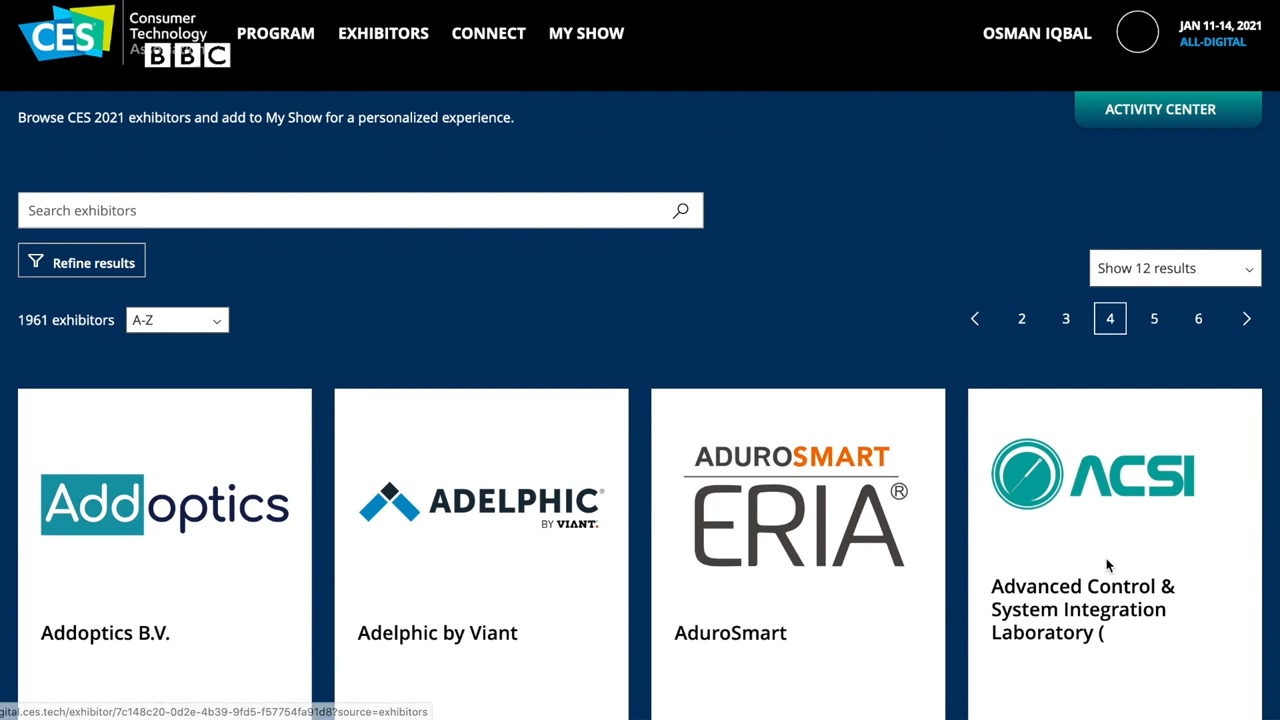 CES
Consumer
Technology
Association
BBC
PROGRAM EXHIBITORS CONNECT MY SHOW
OSMAN IQBAL
JAN 11-14, 2021
ALL-DIGITAL
Browse CES 2021 exhibitors and add to My Show for a personalized experience.
ACTIVITY CENTER
Search exhibitors
Refine results
Show 12 results
1961 exhibitors A-Z
2 3 4 5 6
Addoptics
ADELPHIC®
BY VIANT.
ADUROSMART
ERIA®
ACSI
Addoptics B.V.
Adelphic by Viant
AduroSmart
Advanced Control &
System Integration
Laboratory (
gital.ces.tech/exhibitor/7c148c20-0d2e-4b39-9fd5-f57754fa91d8?source=exhibitors